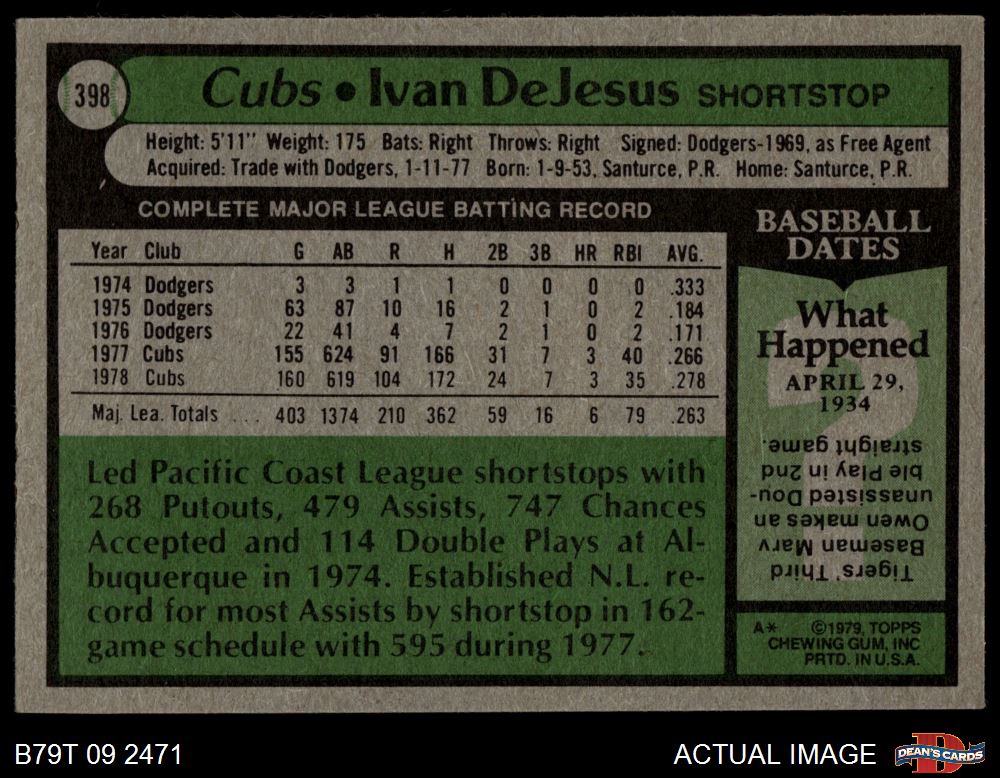 398
Cubs • Ivan DeJesus SHORTSTOP
Height: 5'11" Weight: 175 Bats: Right Throws: Right Signed: Dodgers-1969, as Free Agent
Acquired: Trade with Dodgers, 1-11-77 Born: 1-9-53, Santurce, P.R. Home: Santurce, P.R.
COMPLETE MAJOR LEAGUE BATTING RECORD
Year Club G AB R H 2B 3B HR RBI AVG.
1974 Dodgers 3 3 1 1 0 0 0 0 .333
1975 Dodgers 63 87 10 16 2 1 0 2 .184
1976 Dodgers 22 41 4 7 2 1 0 2 .171
1977 Cubs 155 624 91 166 31 7 3 40 .266
1978 Cubs 160 619 104 172 24 7 3 35 .278
Maj. Lea. Totals ... 403 1374 210 362 59 16 6 79 .263
Led Pacific Coast League shortstops with
268 Putouts, 479 Assists, 747 Chances
Accepted and 114 Double Plays at Al-
buquerque in 1974. Established N.L. re-
cord for most Assists by shortstop in 162-
game schedule with 595 during 1977.
BASEBALL
DATES
What
Happened
APRIL 29,
1934
Tigers' Third
Baseman Marv
Owen makes an
unassisted Dou-
ble Play in 2nd
straight game.
A* ©1979, TOPPS
CHEWING GUM, INC
PRTD. IN U.S.A.
B79T 09 2471
ACTUAL IMAGE
DEAN'S CARDS